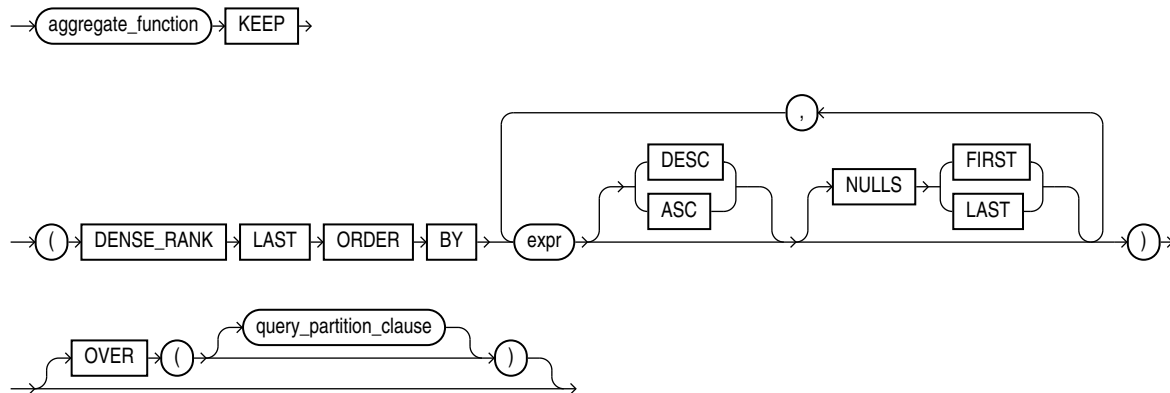 aggregate_function KEEP
,
DESC FIRST
NULLS
ASC LAST
( DENSE_RANK LAST ORDER BY expr )
query_partition_clause
OVER ( )